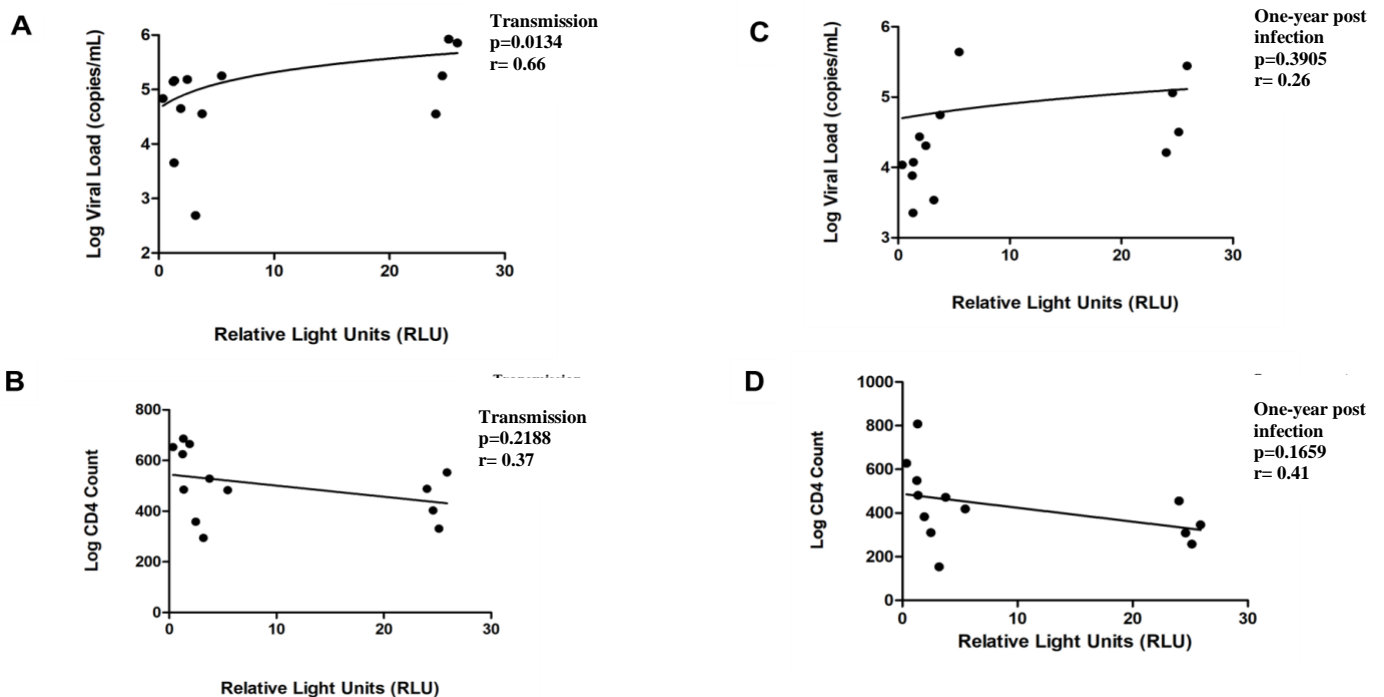 A
Transmission
p=0.0134
r= 0.66
Log Viral Load (copies/mL)
6
5
4
3
2
0 10 20 30
Relative Light Units (RLU)
C
One-year post
infection
p=0.3905
r= 0.26
Log Viral Load (copies/mL)
6
5
4
3
0 10 20 30
Relative Light Units (RLU)
B
Transmission
p=0.2188
r= 0.37
Log CD4 Count
800
600
400
200
0
0 10 20 30
Relative Light Units (RLU)
D
One-year post
infection
p=0.1659
r= 0.41
Log CD4 Count
1000
800
600
400
200
0
0 10 20 30
Relative Light Units (RLU)